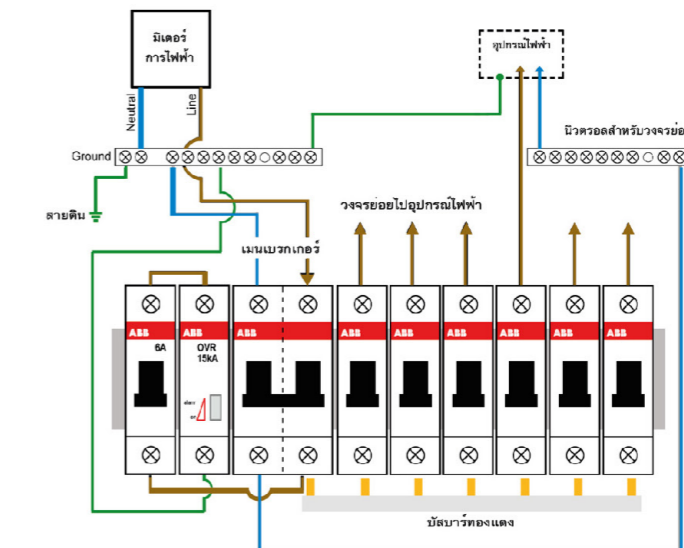 มิเตอร์
การไฟฟ้า
อุปกรณ์ไฟฟ้า
Neutral
Line
นิวตรอลสำหรับวงจรย่อ
Ground
สายดิน
วงจรย่อยไปอุปกรณ์ไฟฟ้า
เมนเบรกเกอร์
ABB
ABB
ABB
ABB
ABB
ABB
ABB
ABB
ABB
6A
OVR
15kA
บัสบาร์ทองแดง